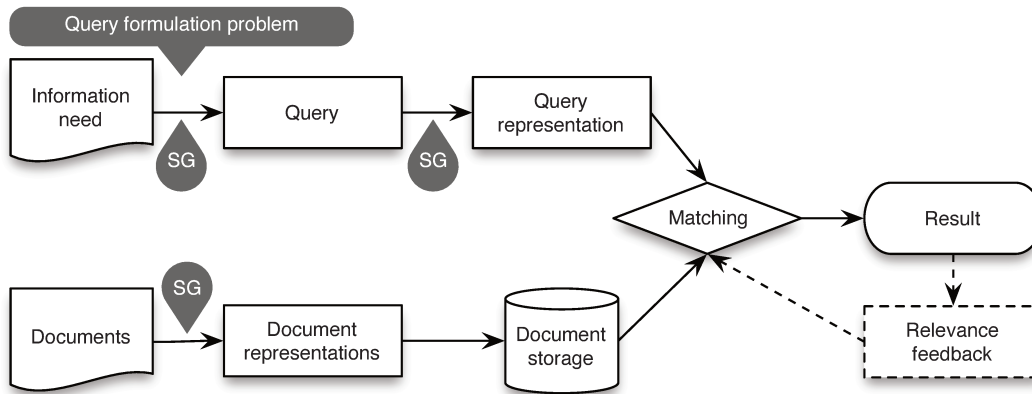 Query formulation problem
Information
need
Query
Query
representation
SG
SG
Matching
Result
SG
Documents
Document
representations
Document
storage
Relevance
feedback